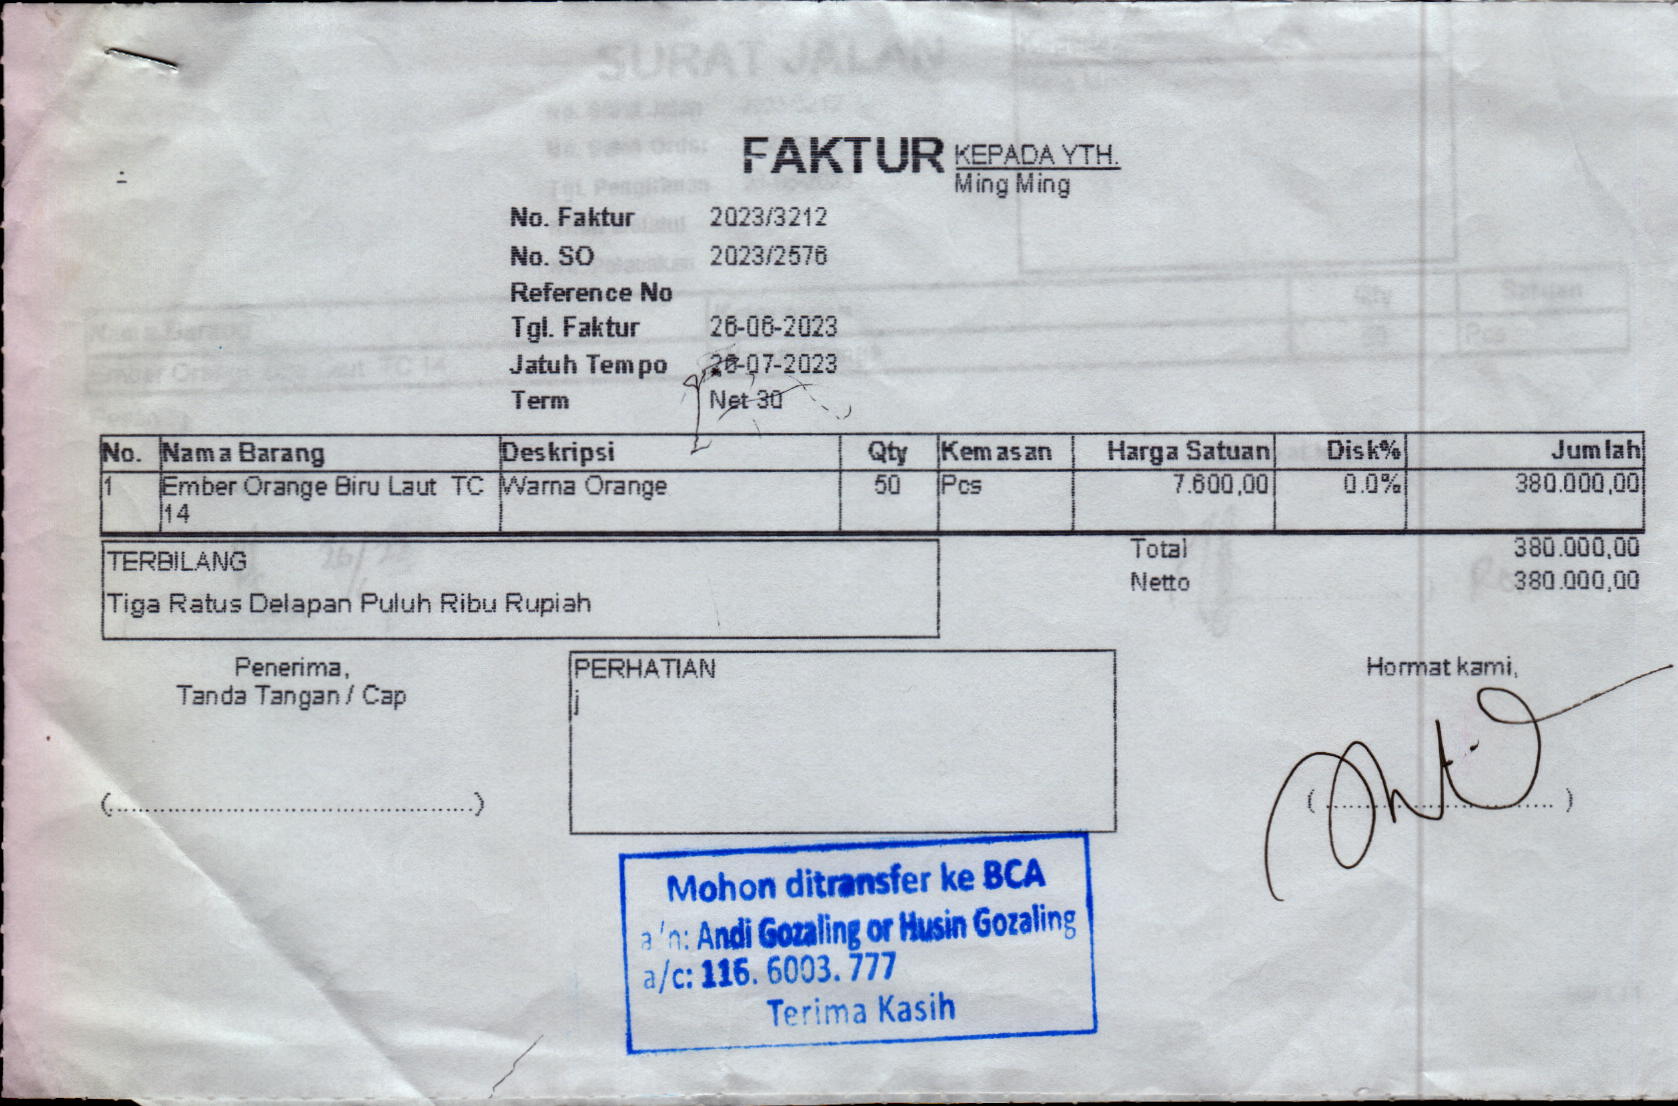 FAKTUR
KEPADA YTH.
Ming Ming
No. Faktur 2023/3212
No. SO 2023/2576
Reference No
Tgl. Faktur 26-06-2023
Jatuh Tempo 26-07-2023
Term Net 30
No. Nama Barang Deskripsi Qty Kemasan Harga Satuan Disk% Jumlah
1 Ember Orange Biru Laut TC Warna Orange 50 Pcs 7.600,00 0.0% 380.000,00
14
Total 380.000,00
TERBILANG
Netto 380.000,00
Tiga Ratus Delapan Puluh Ribu Rupiah
Penerima,
Tanda Tangan / Cap
(..................................................)
PERHATIAN
j
Hormat kami,
(.................................)
Mohon ditransfer ke BCA
a/n: Andi Gozaling or Husin Gozaling
a/c: 116. 6003. 777
Terima Kasih